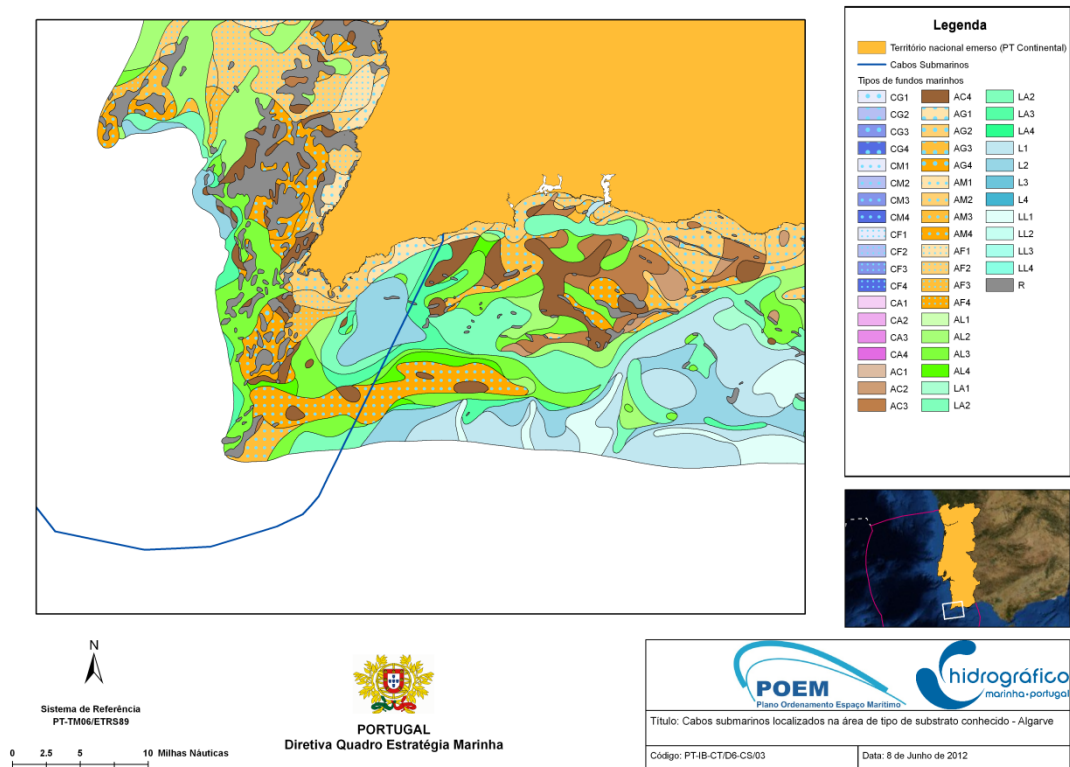 Legenda
Território nacional emerso (PT Continental)
Cabos Submarinos
Tipos de fundos marinhos
CG1
CG2
CG3
CG4
CM1
CM2
CM3
CM4
CF1
CF2
CF3
CF4
CA1
CA2
CA3
CA4
AC1
AC2
AC3
AC4
AG1
AG2
AG3
AG4
AM1
AM2
AM3
AM4
AF1
AF2
AF3
AF4
AL1
AL2
AL3
AL4
LA1
LA2
LA2
LA3
LA4
L1
L2
L3
L4
LL1
LL2
LL3
LL4
R
N
Sistema de Referência
PT-TM06/ETRS89
0 2.5 5 10 Milhas Náuticas
PORTUGAL
Diretiva Quadro Estratégia Marinha
POEM
Plano Ordenamento Espaço Marítimo
hidrográfico
marinha-portugal
Título: Cabos submarinos localizados na área de tipo de substrato conhecido - Algarve
Código: PT-IB-CT/D6-CS/03
Data: 8 de Junho de 2012